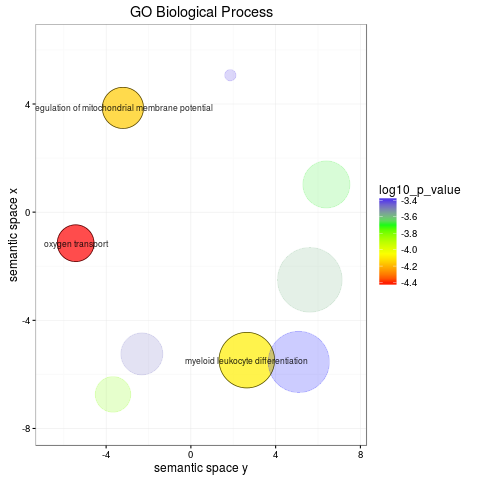 GO Biological Process
semantic space x
4
0
-4
-8
egulation of mitochondrial membrane potential
oxygen transport
myeloid leukocyte differentiation
-4
0
4
8
semantic space y
log10_p_value
-3.4
-3.6
-3.8
-4.0
-4.2
-4.4